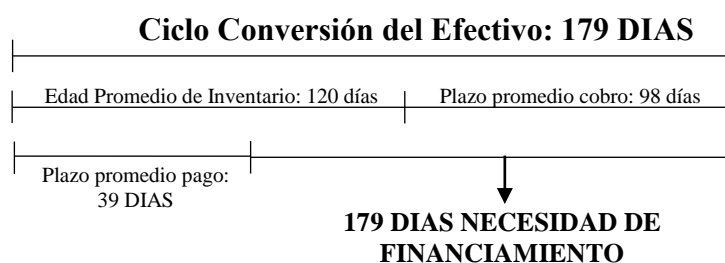 Ciclo Conversión del Efectivo: 179 DIAS
Edad Promedio de Inventario: 120 días
Plazo promedio cobro: 98 días
Plazo promedio pago:
39 DIAS
179 DIAS NECESIDAD DE
FINANCIAMIENTO